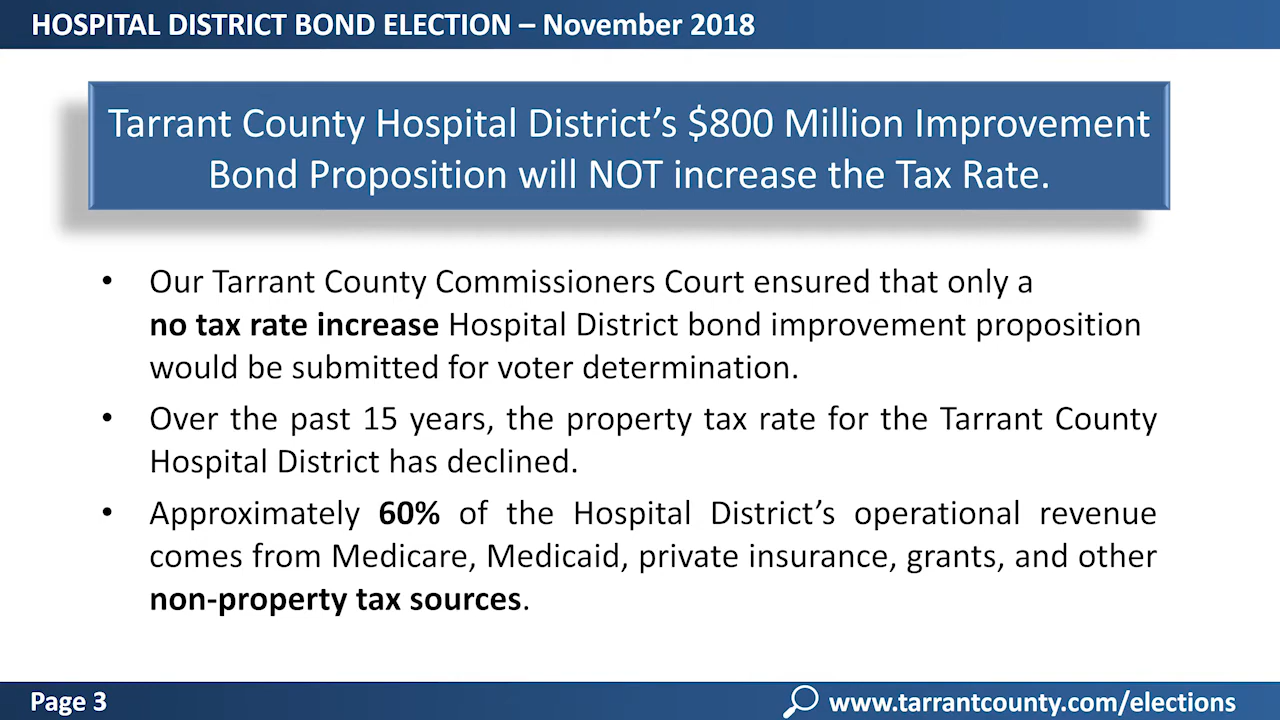 HOSPITAL DISTRICT BOND ELECTION – November 2018
Tarrant County Hospital District’s $800 Million Improvement
Bond Proposition will NOT increase the Tax Rate.
• Our Tarrant County Commissioners Court ensured that only a
no tax rate increase Hospital District bond improvement proposition
would be submitted for voter determination.
• Over the past 15 years, the property tax rate for the Tarrant County
Hospital District has declined.
• Approximately 60% of the Hospital District’s operational revenue
comes from Medicare, Medicaid, private insurance, grants, and other
non-property tax sources.
Page 3
www.tarrantcounty.com/elections